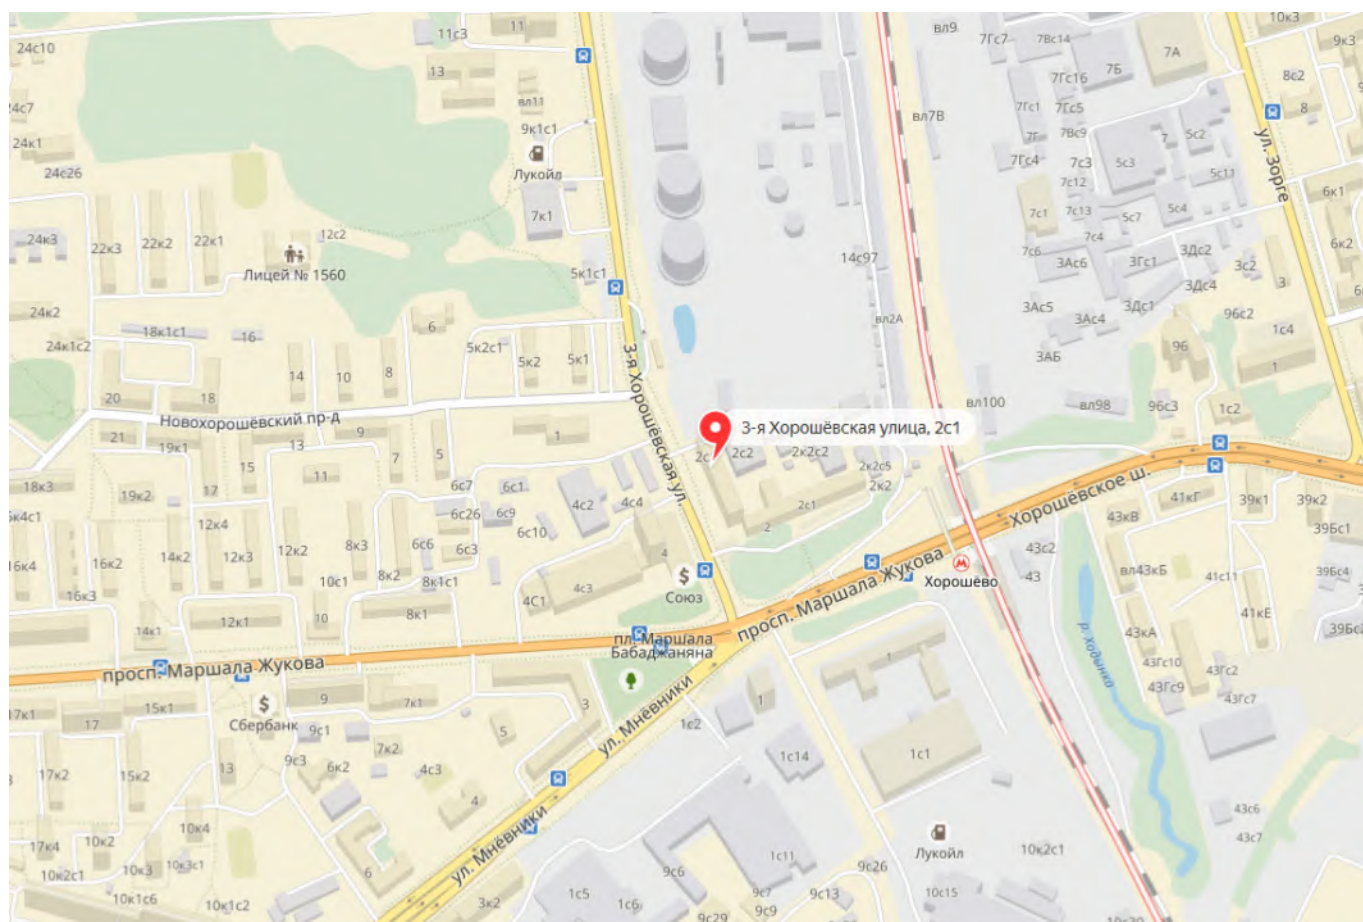 24с10
11с3
11
вл9
7Гс7
7Вс14
7А
10к3
9к3
13
7Б
8с2
7Гс16
24с7
вл11
7Гс1
7Гс5
8
9к1с1
вл7В
7Г
7Вс9
7
5с2
ул. Зорге
24к1
Лукойл
7Гс4
7с3
5с3
24с26
7с12
5с11
6к1
7к1
7с1
7с13
5с7
5с4
24к3
22к3
22к2
22к1
12с2
7с6
7с4
3Дс2
6к2
Лицей № 1560
5к1с1
14с97
3Ас6
3Гс1
3с2
3
3Дс4
24к2
3Ас5
3Дс1
18к1с1
16
6
вл2А
3Ас4
96с2
1с4
24к1с2
5к2с1
5к2
5к1
3АБ
96
1
14
10
8
3-я Хорошёвская ул.
20
18
Новохорошёвский пр-д
вл100
вл98
96с3
1с2
21
19к1
13
9
1
3-я Хорошёвская улица, 2с1
15
7
5
2с2
2к2с2
2к2с5
18к3
11
6с7
6с1
2к2
Хорошёвское ш.
19к2
17
4с2
4с4
2с1
2
41кГ
39к1
39к2
12к4
6с26
6с9
6с10
43кВ
39Бс1
16к4
16к2
14к2
12к3
12к2
8к3
6с6
6с3
4
43с2
10с1
8к2
8к1с1
Союз
Хорошёво
43
вл43кБ
41с11
39Бс4
16к3
4С1
4с3
12к1
10
8к1
41кЕ
14к1
просп. Маршала Жукова
пл. Маршала
Бабаджаняна
р. Ходынка
43кА
просп. Маршала Жукова
1
43Гс10
43Гс2
43Гс9
43Гс7
17к1
17
15к1
9
7к1
3
1
Сбербанк
9с1
5
ул. Мнёвники
1с2
7к2
1с1
1с14
17к2
15к2
13
9с3
6к2
4с3
4
43с6
43с7
10к4
10к2
Лукойл
17к4
10к3
10к3с1
ул. Мнёвники
10к2с1
10к2с1
6
1с11
9с6
9с26
10к1с6
10к1с2
3к2
1с5
1с6
9с7
9с13
10с15
9с29
9с9